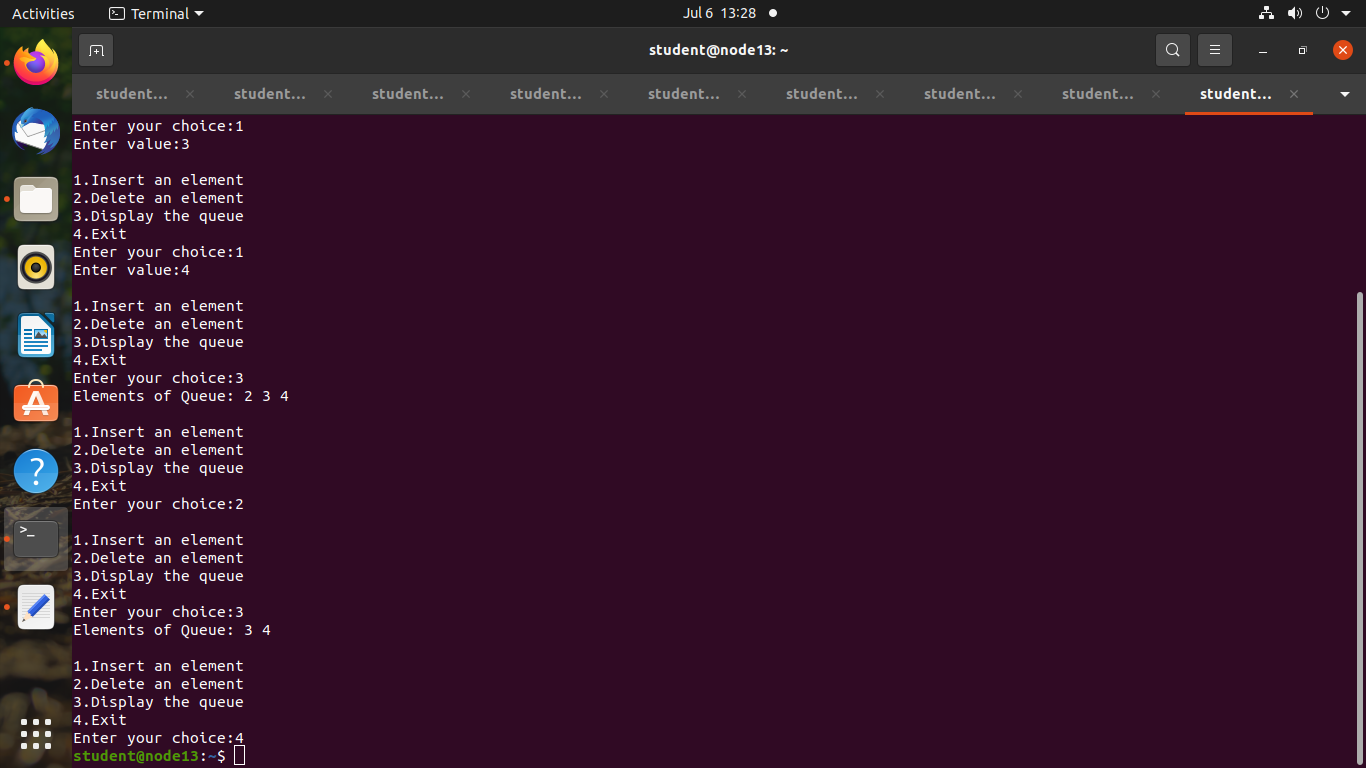 Activities Terminal Jul 6 13:28
student@node13: ~
student... student... student... student... student... student... student... student... student...
Enter your choice:1
Enter value:3
1.Insert an element
2.Delete an element
3.Display the queue
4.Exit
Enter your choice:1
Enter value:4
1.Insert an element
2.Delete an element
3.Display the queue
4.Exit
Enter your choice:3
Elements of Queue: 2 3 4
1.Insert an element
2.Delete an element
3.Display the queue
4.Exit
Enter your choice:2
1.Insert an element
2.Delete an element
3.Display the queue
4.Exit
Enter your choice:3
Elements of Queue: 3 4
1.Insert an element
2.Delete an element
3.Display the queue
4.Exit
Enter your choice:4
student@node13:~$